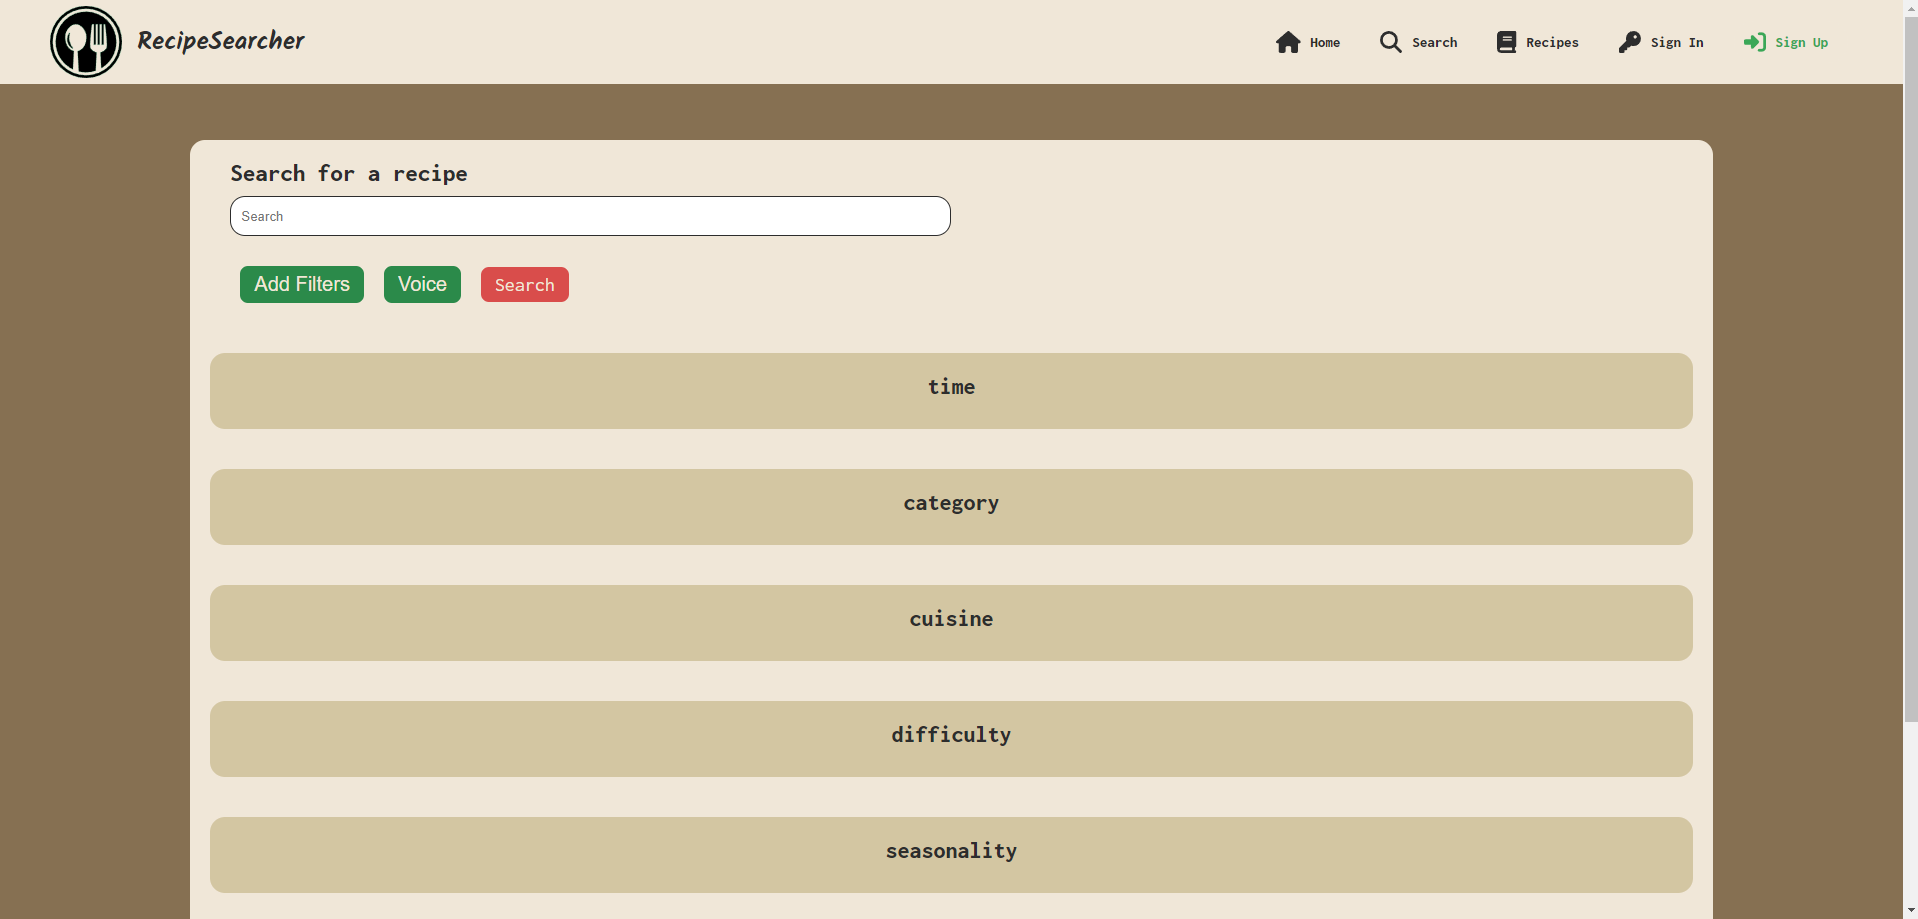 RecipeSearcher
Home Search Recipes Sign In Sign Up
Search for a recipe
Search
Add Filters Voice Search
time
category
cuisine
difficulty
seasonality